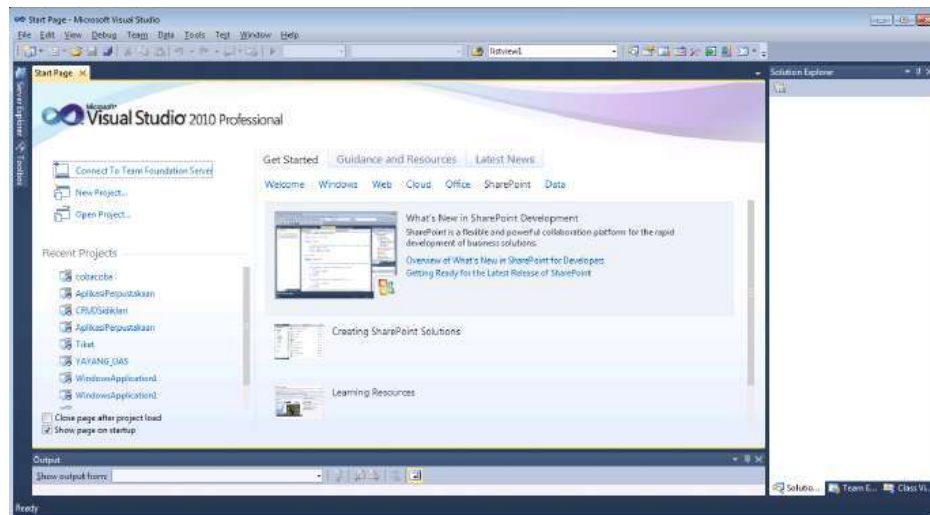 Start Page - Microsoft Visual Studio
File Edit View Debug Team Data Tools Test Window Help
listview1
Server Explorer
Toolbox
Start Page
Solution Explorer
Microsoft
Visual Studio 2010 Professional
Connect To Team Foundation Server
New Project...
Open Project...
Recent Projects
cobacoba
AplikasiPerpustakaan
CRUDSidiklan
AplikasiPerpustakaan
Tiket
YAYANG_UAS
WindowsApplication1
WindowsApplication1
Close page after project load
Show page on startup
Get Started Guidance and Resources Latest News
Welcome Windows Web Cloud Office SharePoint Data
What's New in SharePoint Development
SharePoint is a flexible and powerful collaboration platform for the rapid
development of business solutions.
Overview of What's New in SharePoint for Developers
Getting Ready for the Latest Release of SharePoint
Creating SharePoint Solutions
Learning Resources
Output
Show output from:
Solutio... Team E... Class Vi...
Ready